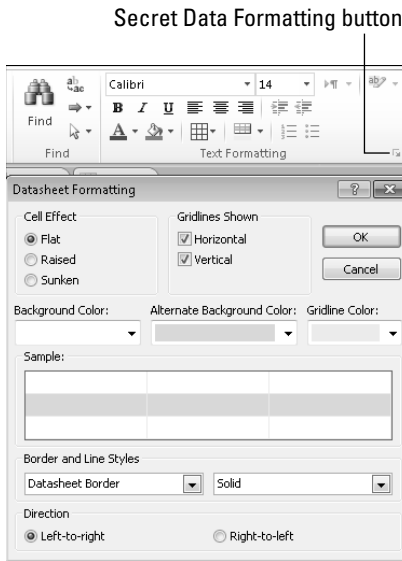 Secret Data Formatting button
Calibri 14
Find
B I U
A
Find Text Formatting
Datasheet Formatting
Cell Effect Gridlines Shown
Flat Horizontal OK
Raised Vertical
Sunken Cancel
Background Color: Alternate Background Color: Gridline Color:
Sample:
Border and Line Styles
Datasheet Border Solid
Direction
Left-to-right Right-to-left